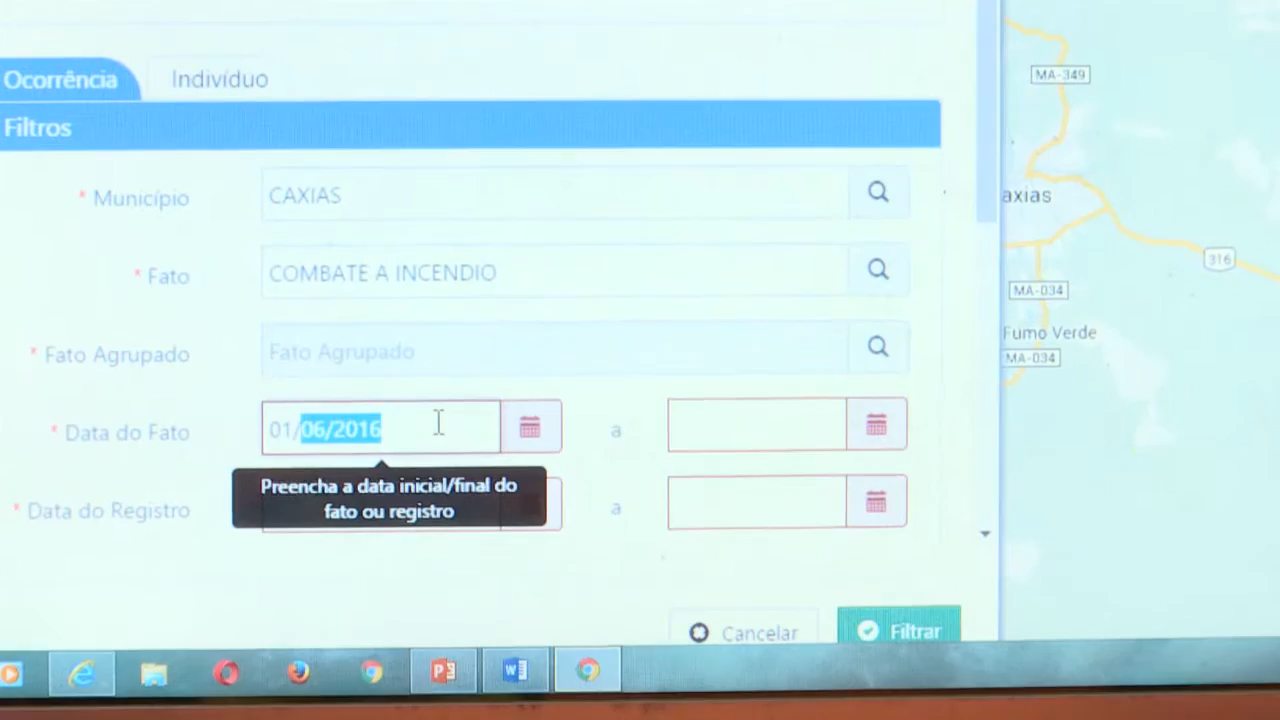 Ocorrência
Indivíduo
Filtros
* Município
CAXIAS
* Fato
COMBATE A INCENDIO
* Fato Agrupado
Fato Agrupado
* Data do Fato
01/06/2016
a
Preencha a data inicial/final do
fato ou registro
* Data do Registro
a
Cancelar
Filtrar
MA-349
axias
316
MA-034
Fumo Verde
MA-034